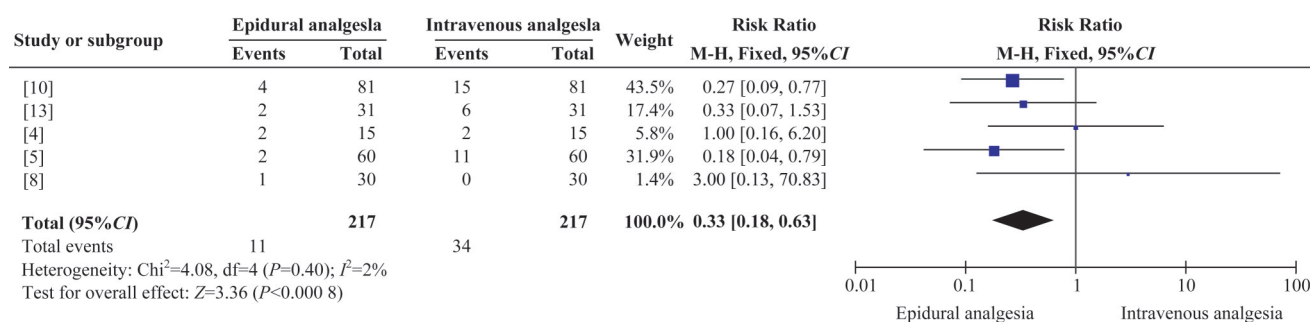 Study or subgroup Epidural analgesla Intravenous analgesla Weight Risk Ratio Risk Ratio
Events Total Events Total M-H, Fixed, 95%CI M-H, Fixed, 95%CI
[10] 4 81 15 81 43.5% 0.27 [0.09, 0.77]
[13] 2 31 6 31 17.4% 0.33 [0.07, 1.53]
[4] 2 15 2 15 5.8% 1.00 [0.16, 6.20]
[5] 2 60 11 60 31.9% 0.18 [0.04, 0.79]
[8] 1 30 0 30 1.4% 3.00 [0.13, 70.83]
Total (95%CI) 217 217 100.0% 0.33 [0.18, 0.63]
Total events 11 34
Heterogeneity: Chi²=4.08, df=4 (P=0.40); I²=2%
Test for overall effect: Z=3.36 (P<0.000 8)
0.01 0.1 1 10 100
Epidural analgesia Intravenous analgesia